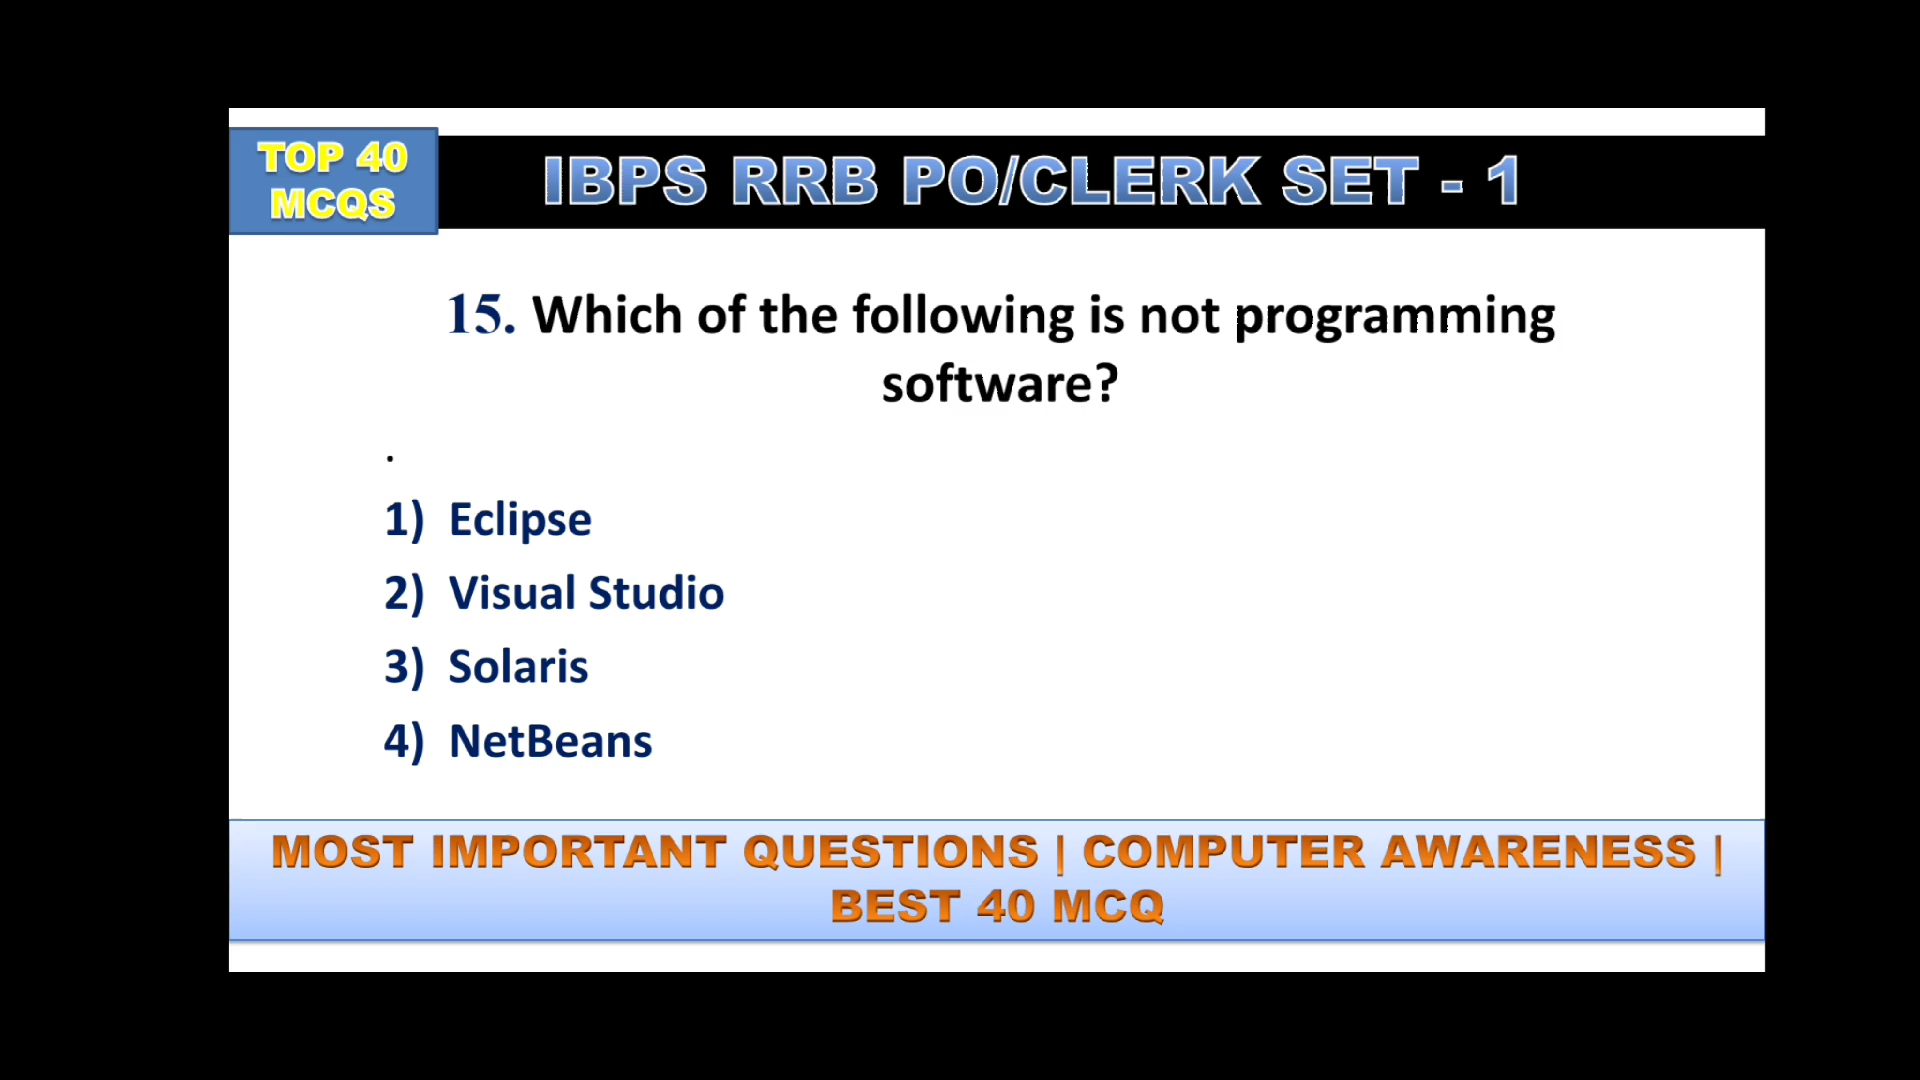 TOP 40
MCQS
IBPS RRB PO/CLERK SET - 1
15. Which of the following is not programming
software?
.
1) Eclipse
2) Visual Studio
3) Solaris
4) NetBeans
MOST IMPORTANT QUESTIONS | COMPUTER AWARENESS |
BEST 40 MCQ